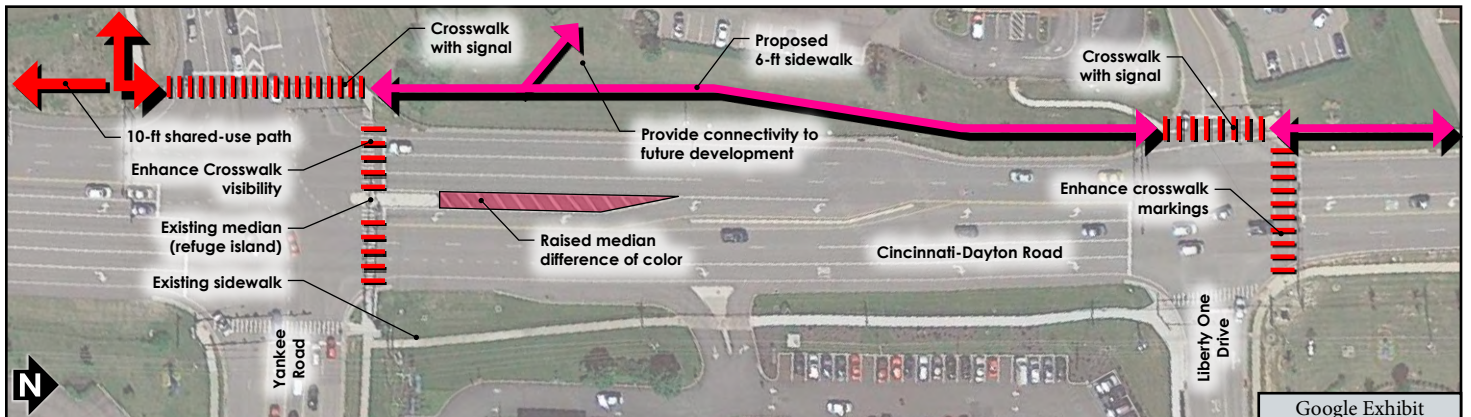 Crosswalk
with signal
Proposed
6-ft sidewalk
Crosswalk
with signal
10-ft shared-use path
Provide connectivity to
future development
Enhance Crosswalk
visibility
Enhance crosswalk
markings
Existing median
(refuge island)
Raised median
difference of color
Cincinnati-Dayton Road
Existing sidewalk
Yankee
Road
Liberty One
Drive
N
Google Exhibit